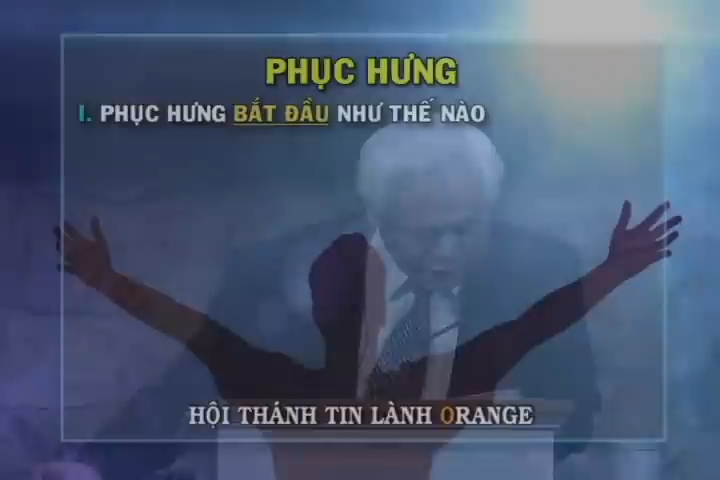 PHỤC HƯNG
I. PHỤC HƯNG BẮT ĐẦU NHƯ THẾ NÀO
HỘI THÁNH TIN LÀNH ORANGE